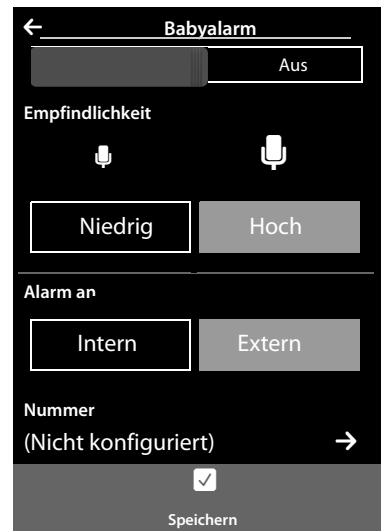 Babyalarm
Aus
Empfindlichkeit
Niedrig Hoch
Alarm an
Intern Extern
Nummer
(Nicht konfiguriert)
Speichern